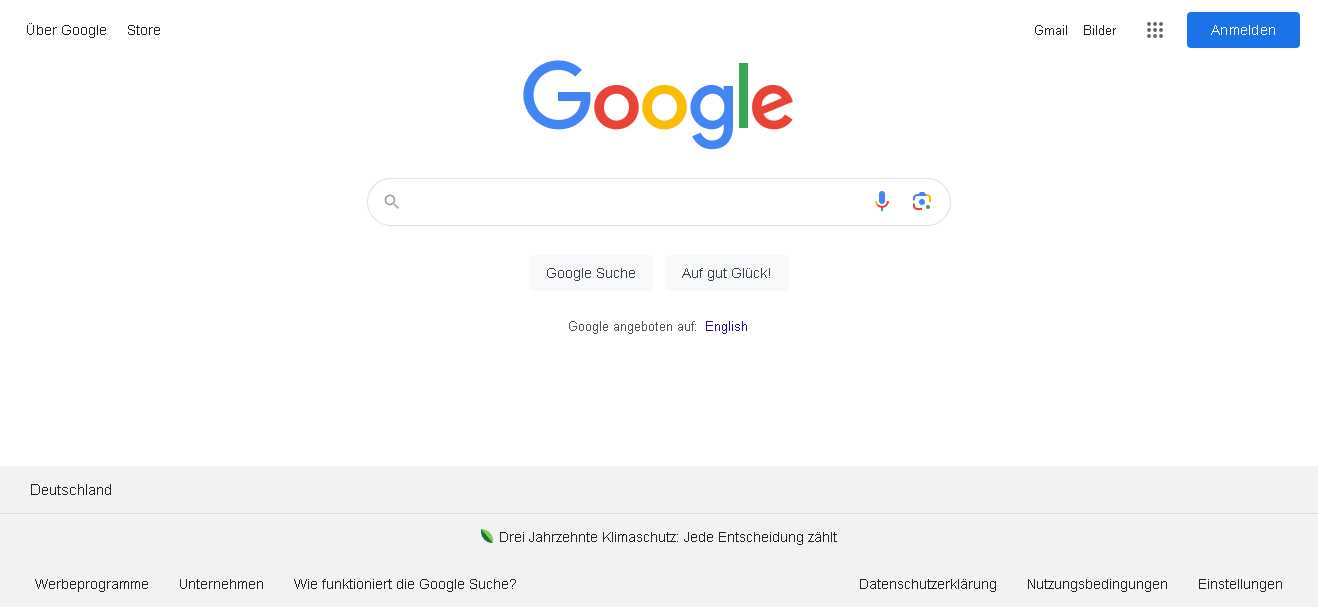 Über Google Store Gmail Bilder Anmelden
Google
Google Suche Auf gut Glück!
Google angeboten auf: English
Deutschland
Drei Jahrzehnte Klimaschutz: Jede Entscheidung zählt
Werbeprogramme Unternehmen Wie funktioniert die Google Suche? Datenschutzerklärung Nutzungsbedingungen Einstellungen